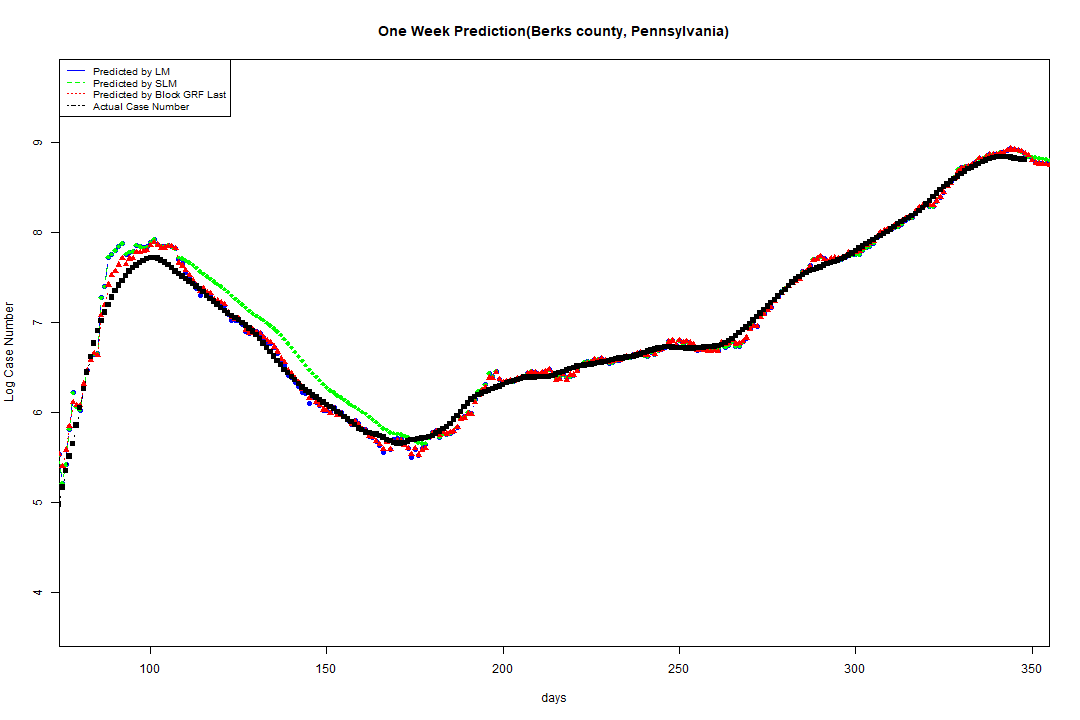 One Week Prediction(Berks county, Pennsylvania)
Predicted by LM
Predicted by SLM
Predicted by Block GRF Last
Actual Case Number
9
8
7
6
5
4
Log Case Number
100 150 200 250 300 350
days